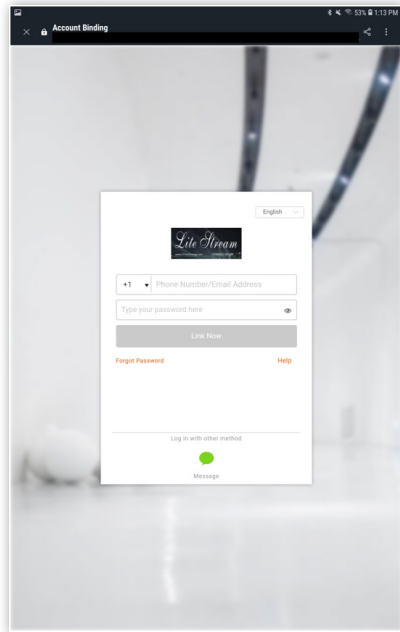 53% 1:13 PM
Account Binding
English
Lite Stream
+1 Phone Number/Email Address
Type your password here
Link Now
Forgot Password Help
Log in with other method
Message